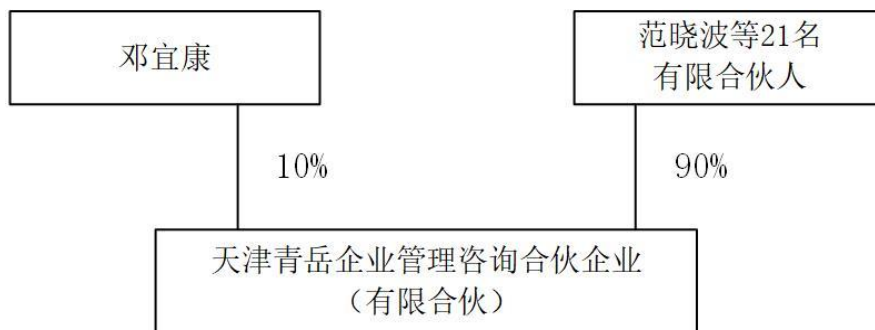 邓宜康
范晓波等21名
有限合伙人
10%
90%
天津青岳企业管理咨询合伙企业
（有限合伙）